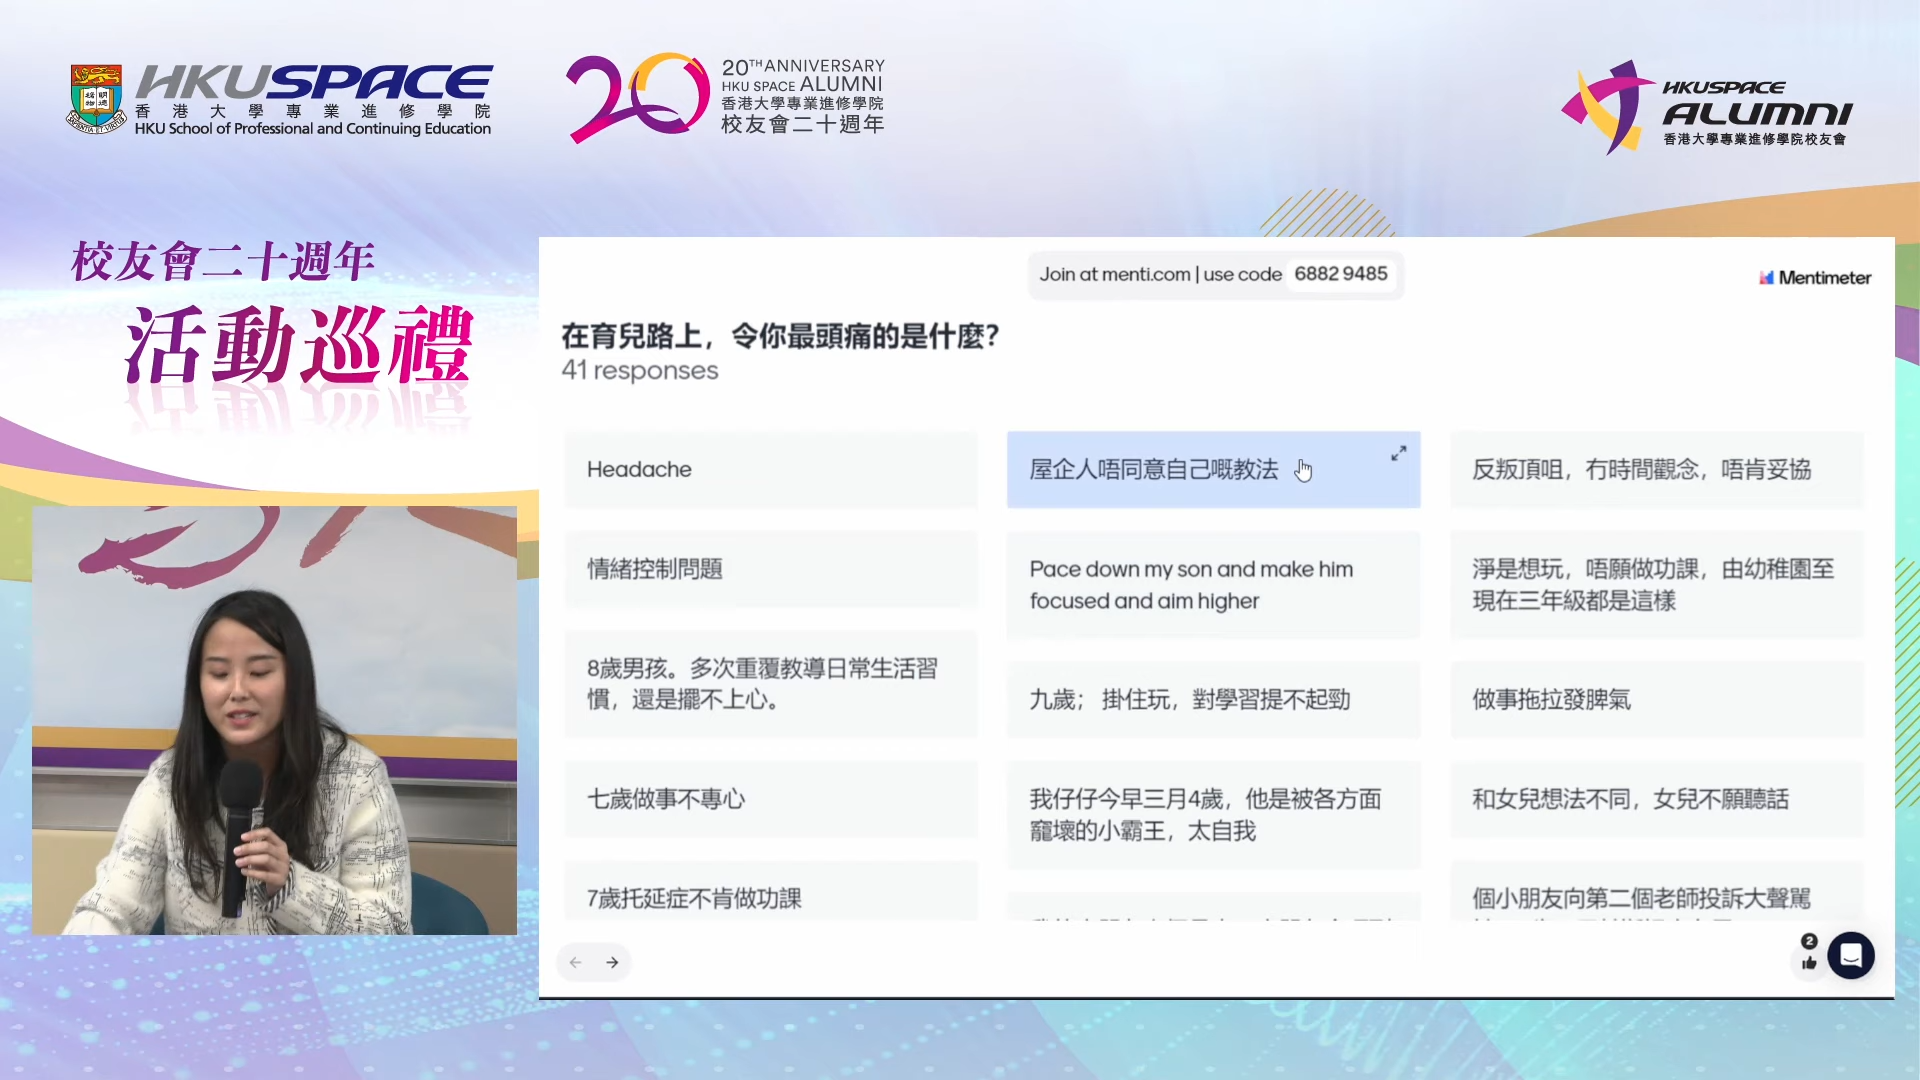 HKUSPACE
香港大學專業進修學院
HKU School of Professional and Continuing Education
20
20TH ANNIVERSARY
HKU SPACE ALUMNI
香港大學專業進修學院
校友會二十週年
HKUSPACE
ALUMNI
香港大學專業進修學院校友會
校友會二十週年
活動巡禮
Join at menti.com | use code 6882 9485
Mentimeter
在育兒路上，令你最頭痛的是什麼？
41 responses
Headache
情緒控制問題
8歲男孩。多次重覆教導日常生活習
慣，還是擺不上心。
七歲做事不專心
7歲托延症不肯做功課
屋企人唔同意自己嘅教法
Pace down my son and make him
focused and aim higher
九歲； 掛住玩，對學習提不起勁
我仔仔今早三月4歲，他是被各方面
寵壞的小霸王，太自我
反叛頂咀，冇時間觀念，唔肯妥協
淨是想玩，唔願做功課，由幼稚園至
現在三年級都是這樣
做事拖拉發脾氣
和女兒想法不同，女兒不願聽話
個小朋友向第二個老師投訴大聲駡
2